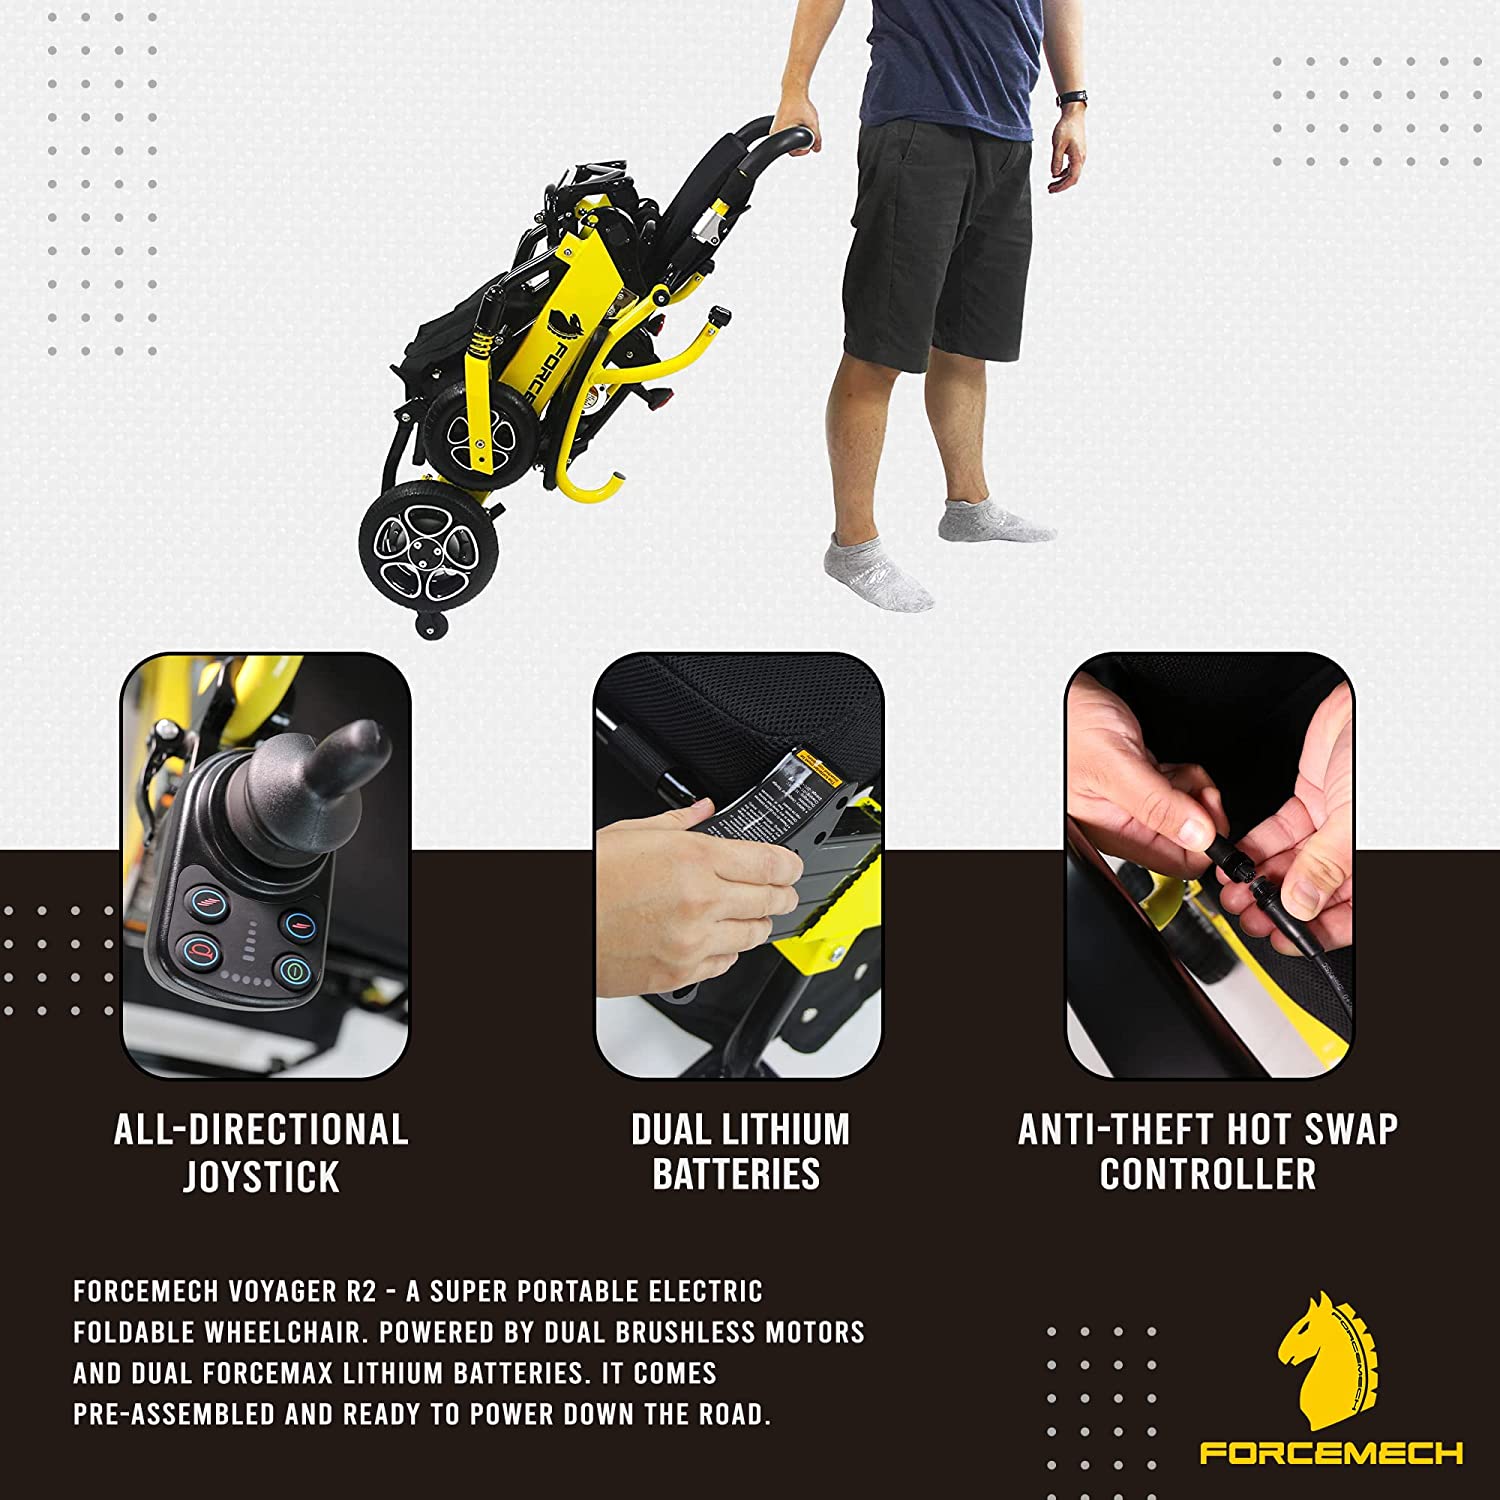 FORCE
ALL-DIRECTIONAL
JOYSTICK
DUAL LITHIUM
BATTERIES
ANTI-THEFT HOT SWAP
CONTROLLER
FORCEMECH VOYAGER R2 - A SUPER PORTABLE ELECTRIC
FOLDABLE WHEELCHAIR. POWERED BY DUAL BRUSHLESS MOTORS
AND DUAL FORCEMAX LITHIUM BATTERIES. IT COMES
PRE-ASSEMBLED AND READY TO POWER DOWN THE ROAD.
FORCEMECH
FORCEMECH